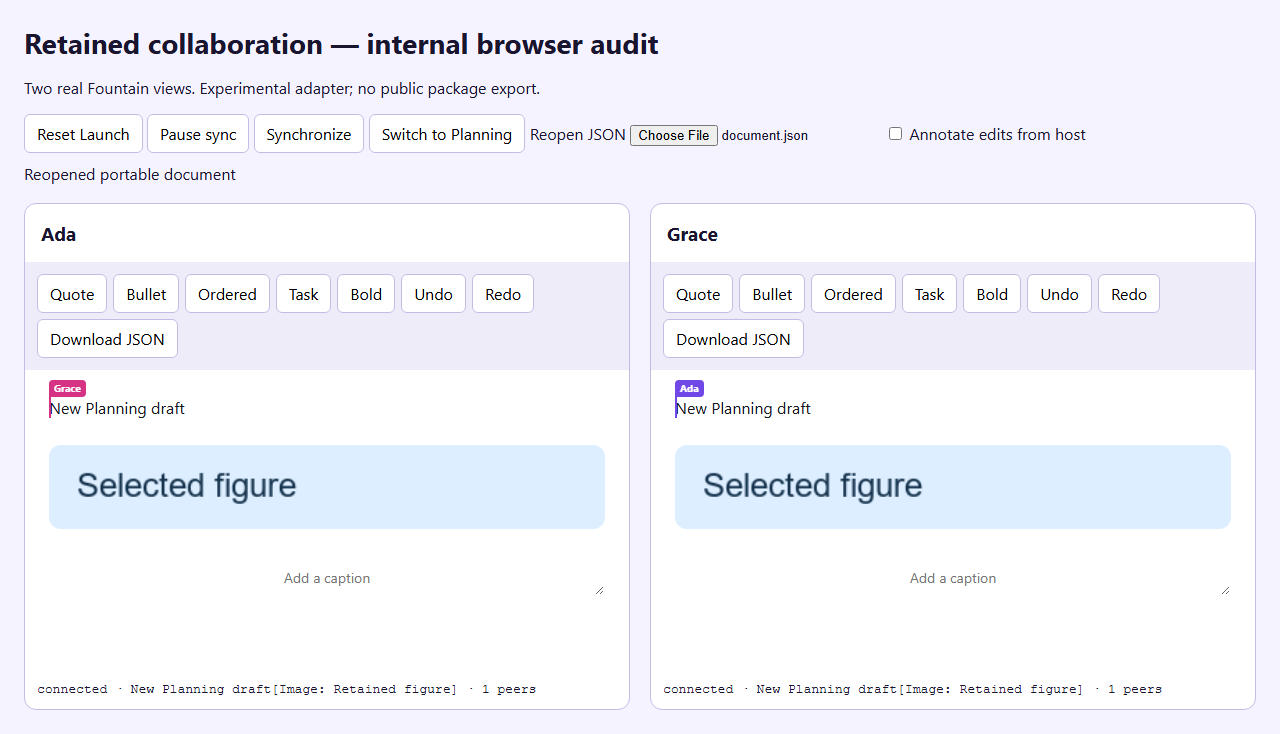 Retained collaboration — internal browser audit
Two real Fountain views. Experimental adapter; no public package export.
Reset Launch Pause sync Synchronize Switch to Planning Reopen JSON Choose File document.json Annotate edits from host
Reopened portable document
Ada
Quote Bullet Ordered Task Bold Undo Redo
Download JSON
Grace
New Planning draft
Selected figure
Add a caption
connected · New Planning draft[Image: Retained figure] · 1 peers
Grace
Quote Bullet Ordered Task Bold Undo Redo
Download JSON
Ada
New Planning draft
Selected figure
Add a caption
connected · New Planning draft[Image: Retained figure] · 1 peers